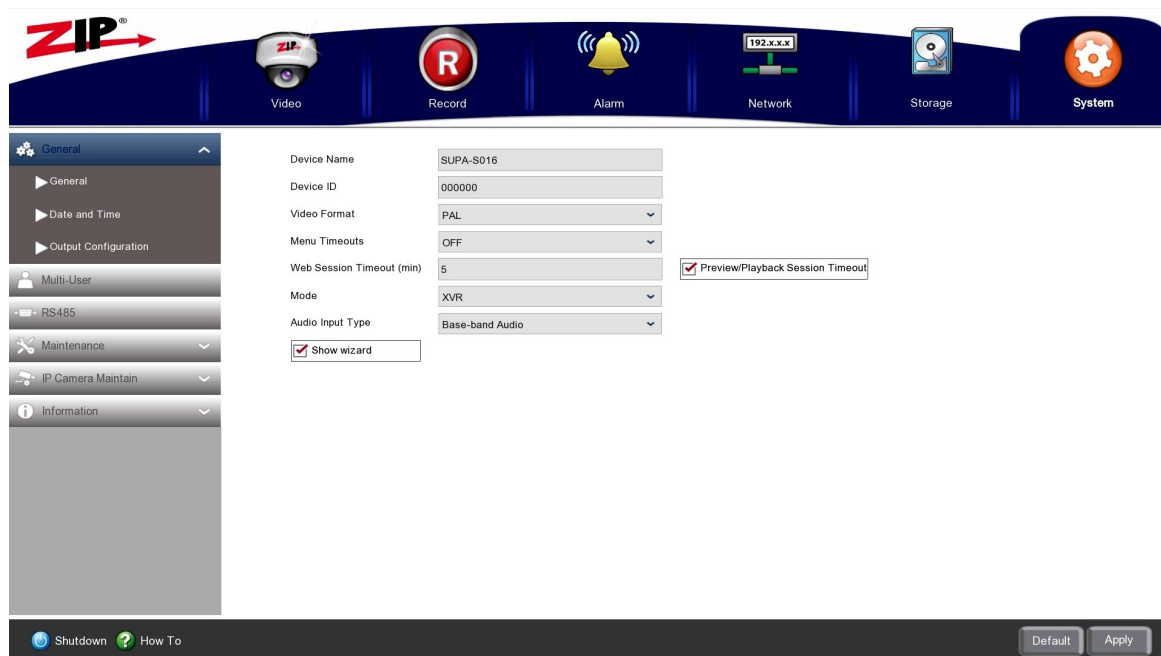 ZIP®
ZIP
R
192.x.x.x
Video
Record
Alarm
Network
Storage
System
General
General
Date and Time
Output Configuration
Multi-User
RS485
Maintenance
IP Camera Maintain
Information
Device Name SUPA-S016
Device ID 000000
Video Format PAL
Menu Timeouts OFF
Web Session Timeout (min) 5 Preview/Playback Session Timeout
Mode XVR
Audio Input Type Base-band Audio
Show wizard
Shutdown ? How To Default Apply